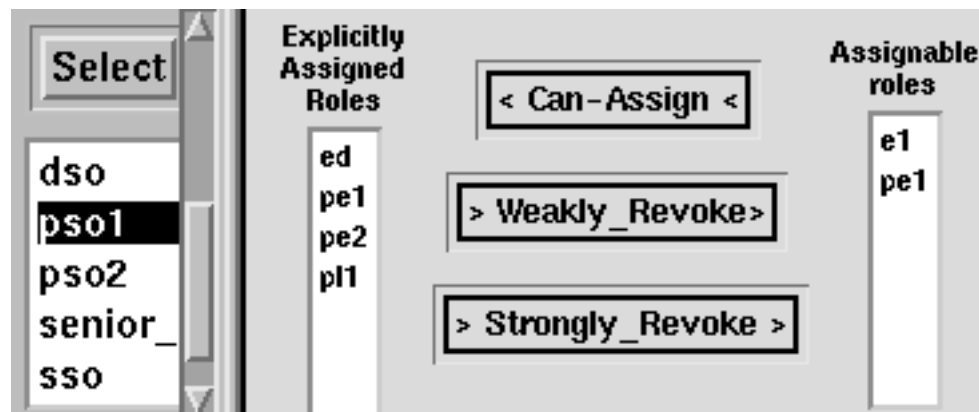 Select
dso
pso1
pso2
senior_
sso
Explicitly
Assigned
Roles
ed
pe1
pe2
pl1
< Can-Assign <
> Weakly_Revoke>
> Strongly_Revoke >
Assignable
roles
e1
pe1